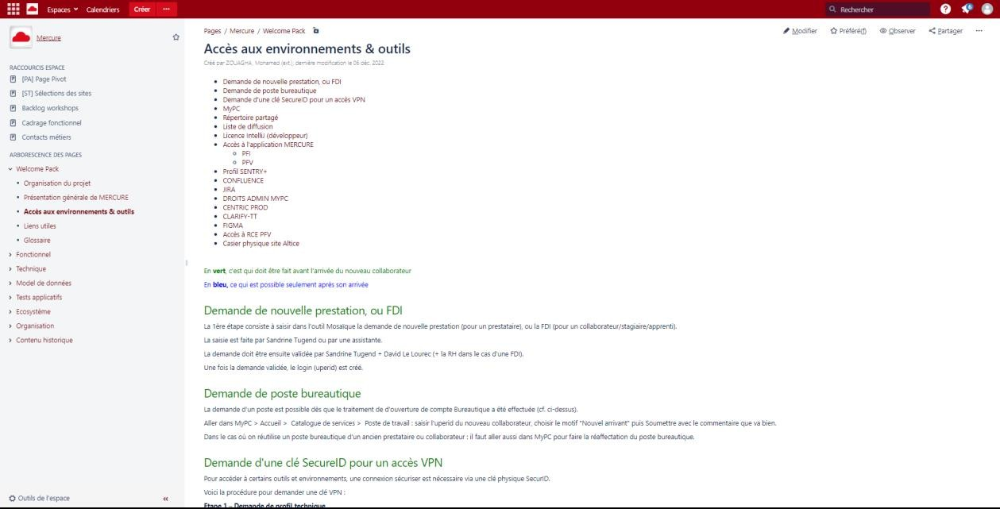 Espaces Calendriers Créer ··· Rechercher 6
Mercure
RACCOURCIS ESPACE
[PA] Page Pivot
[ST] Sélections des sites
Backlog workshops
Cadrage fonctionnel
Contacts métiers
ARBORESCENCE DES PAGES
Welcome Pack
Organisation du projet
Présentation générale de MERCURE
Accès aux environnements & outils
Liens utiles
Glossaire
Fonctionnel
Technique
Model de données
Tests applicatifs
Ecosystème
Organisation
Contenu historique
Outils de l'espace
Pages / Mercure / Welcome Pack
Modifier Préféré(f) Observer Partager ···
Accès aux environnements & outils
Créé par ZOUAGHA, Mohamed (ext.), dernière modification le 06 déc. 2022
Demande de nouvelle prestation, ou FDI
Demande de poste bureautique
Demande d'une clé SecureID pour un accès VPN
MyPC
Répertoire partagé
Liste de diffusion
Licence IntelliJ (développeur)
Accès à l'application MERCURE
PFI
PFV
Profil SENTRY+
CONFLUENCE
JIRA
DROITS ADMIN MYPC
CENTRIC PROD
CLARIFY-TT
FIGMA
Accès à RCE PFV
Casier physique site Altice
En vert, c'est qui doit être fait avant l'arrivée du nouveau collaborateur
En bleu, ce qui est possible seulement après son arrivée
Demande de nouvelle prestation, ou FDI
La 1ère étape consiste à saisir dans l'outil Mosaïque la demande de nouvelle prestation (pour un prestataire), ou la FDI (pour un collaborateur/stagiaire/apprenti).
La saisie est faite par Sandrine Tugend ou par une assistante.
La demande doit être ensuite validée par Sandrine Tugend + David Le Lourec (+ la RH dans le cas d'une FDI).
Une fois la demande validée, le login (uperid) est créé.
Demande de poste bureautique
La demande d'un poste est possible dès que le traitement de d'ouverture de compte Bureautique a été effectuée (cf. ci-dessus).
Aller dans MyPC > Accueil > Catalogue de services > Poste de travail : saisir l'uperid du nouveau collaborateur, choisir le motif "Nouvel arrivant" puis Soumettre avec le commentaire que va bien.
Dans le cas où on réutilise un poste bureautique d'un ancien prestataire ou collaborateur : il faut aller aussi dans MyPC pour faire la réaffectation du poste bureautique.
Demande d'une clé SecureID pour un accès VPN
Pour accéder à certains outils et environnements, une connexion sécuriser est nécessaire via une clé physique SecurID.
Voici la procédure pour demander une clé VPN :
Etape 1 – Demande de profil technique